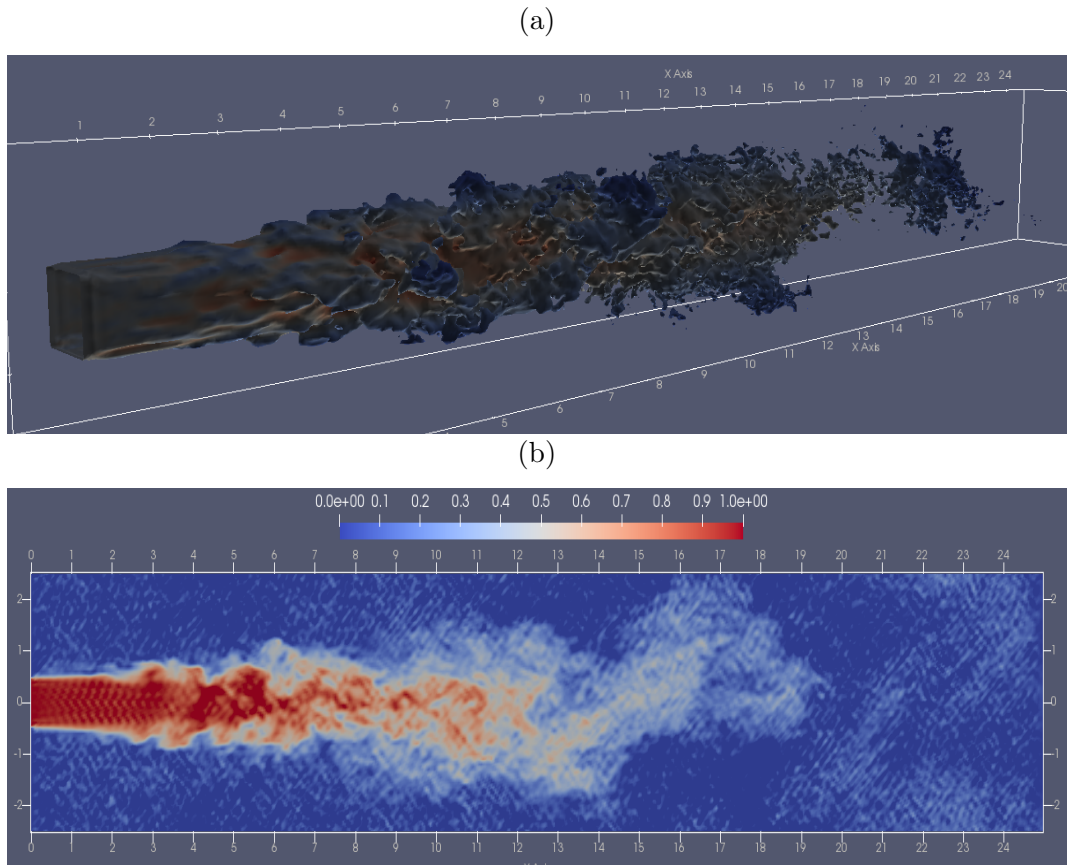 (a)
X Axis
1 2 3 4 5 6 7 8 9 10 11 12 13 14 15 16 17 18 19 20 21 22 23 24
5 6 7 8 9 10 11 12 13 14 15 16 17 18 19 20
X Axis
(b)
0.0e+00 0.1 0.2 0.3 0.4 0.5 0.6 0.7 0.8 0.9 1.0e+00
0 1 2 3 4 5 6 7 8 9 10 11 12 13 14 15 16 17 18 19 20 21 22 23 24
2 2
1 1
0 0
-1 -1
-2 -2
0 1 2 3 4 5 6 7 8 9 10 11 12 13 14 15 16 17 18 19 20 21 22 23 24